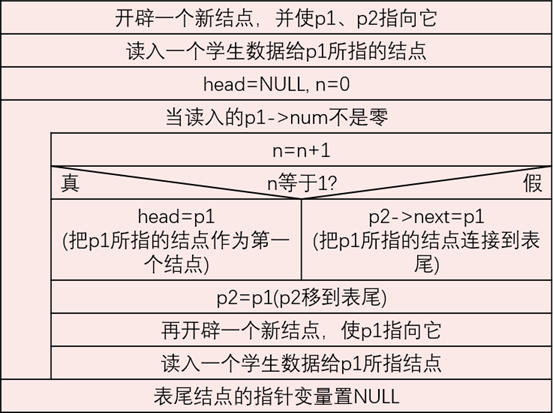 开辟一个新结点，并使p1、p2指向它
读入一个学生数据给p1所指的结点
head=NULL, n=0
当读入的p1->num不是零
n=n+1
真 n等于1? 假
head=p1
(把p1所指的结点作为第一
个结点)
p2->next=p1
(把p1所指的结点连接到表
尾)
p2=p1(p2移到表尾)
再开辟一个新结点，使p1指向它
读入一个学生数据给p1所指结点
表尾结点的指针变量置NULL